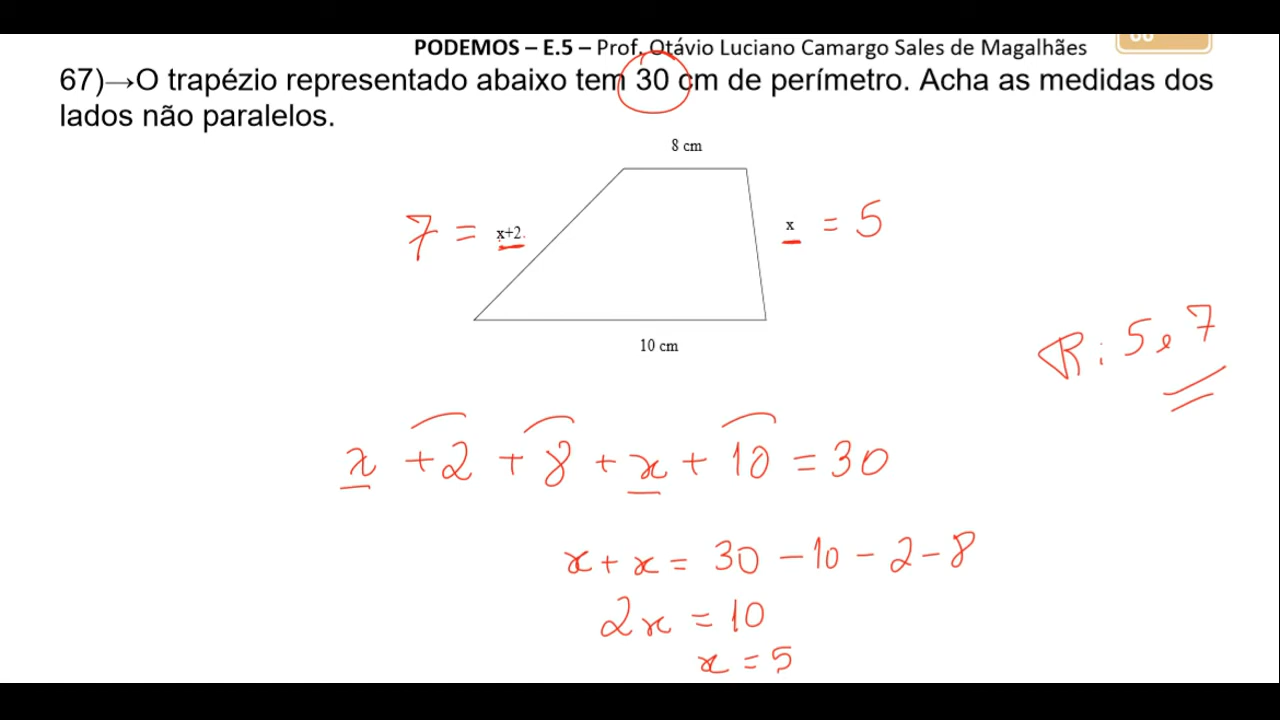 PODEMOS – E.5 – Prof. Otávio Luciano Camargo Sales de Magalhães
67)→O trapézio representado abaixo tem 30 cm de perímetro. Acha as medidas dos
lados não paralelos.
8 cm
7 = x+2
x = 5
10 cm
R: 5 e 7
x +2 + 8 + x + 10 = 30
x + x = 30 - 10 - 2 - 8
2x = 10
x = 5